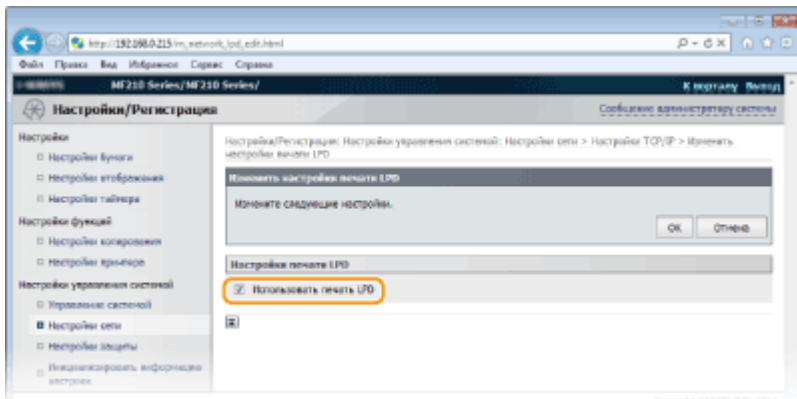 http://192.168.0.215/m_network_lpd_edit.html
Файл Правка Вид Избранное Сервис Справка
MF210 Series/MF210 Series/
К порталу Выход
Настройки/Регистрация
Сообщение администратору системы
Настройки
Настройки бумаги
Настройки отображения
Настройки таймера
Настройки функций
Настройки копирования
Настройки принтера
Настройки управления системой
Управление системой
Настройки сети
Настройки защиты
Инициализировать информацию
настроек
Настройки/Регистрация: Настройки управления системой: Настройки сети > Настройки TCP/IP > Изменить
настройки печати LPD
Изменить настройки печати LPD
Измените следующие настройки.
OK Отмена
Настройки печати LPD
Использовать печать LPD